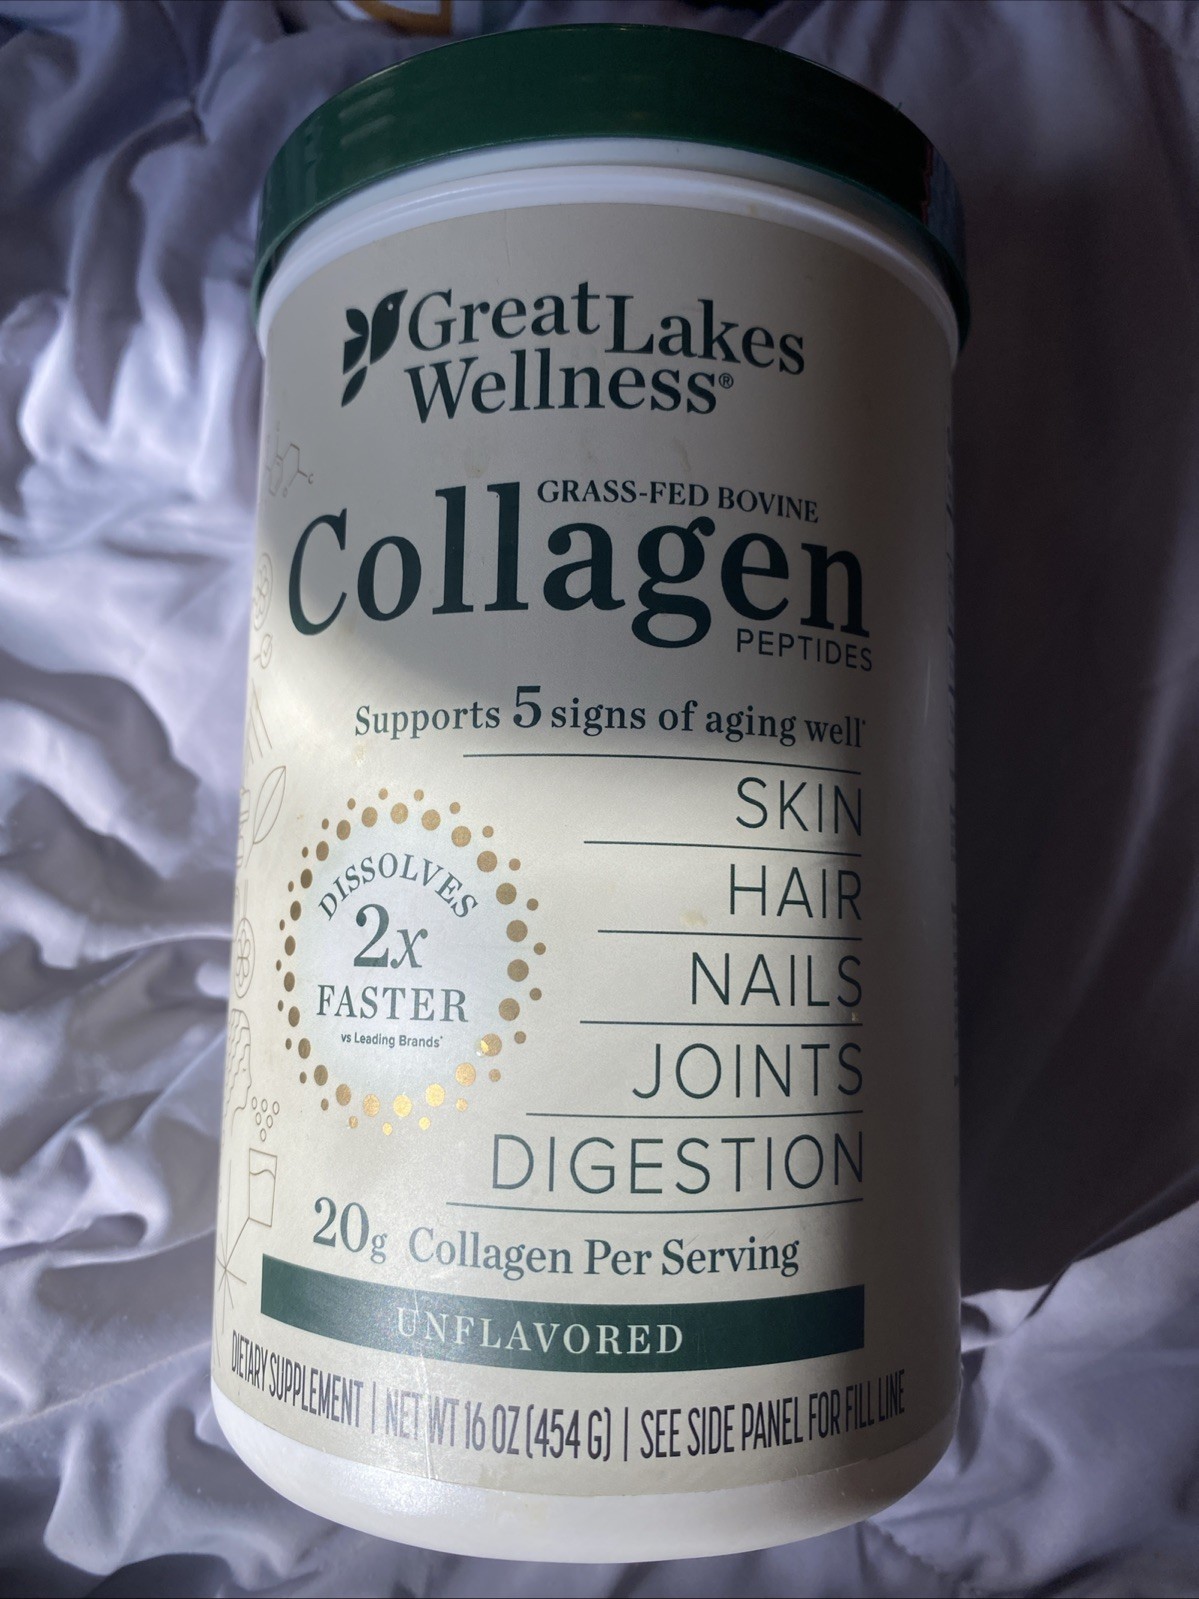 Great Lakes
Wellness®
GRASS-FED BOVINE
Collagen
PEPTIDES
Supports 5 signs of aging well*
SKIN
HAIR
NAILS
JOINTS
DIGESTION
DISSOLVES
2x
FASTER
vs Leading Brands*
20g Collagen Per Serving
UNFLAVORED
DIETARY SUPPLEMENT | NET WT 16 OZ (454 G) | SEE SIDE PANEL FOR FILL LINE